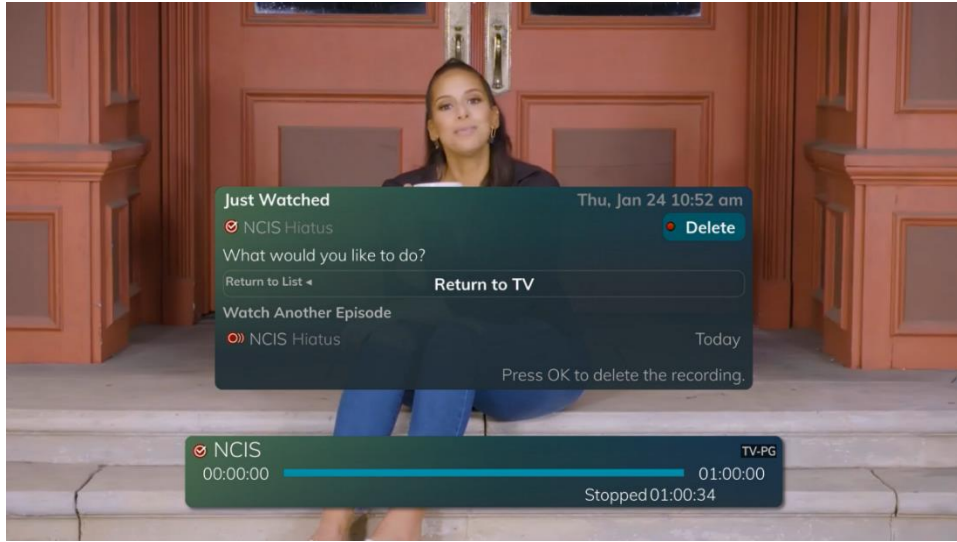 Just Watched Thu, Jan 24 10:52 am
NCIS Hiatus Delete
What would you like to do?
Return to List ◂ Return to TV
Watch Another Episode
NCIS Hiatus Today
Press OK to delete the recording.
NCIS TV-PG
00:00:00 01:00:00
Stopped 01:00:34